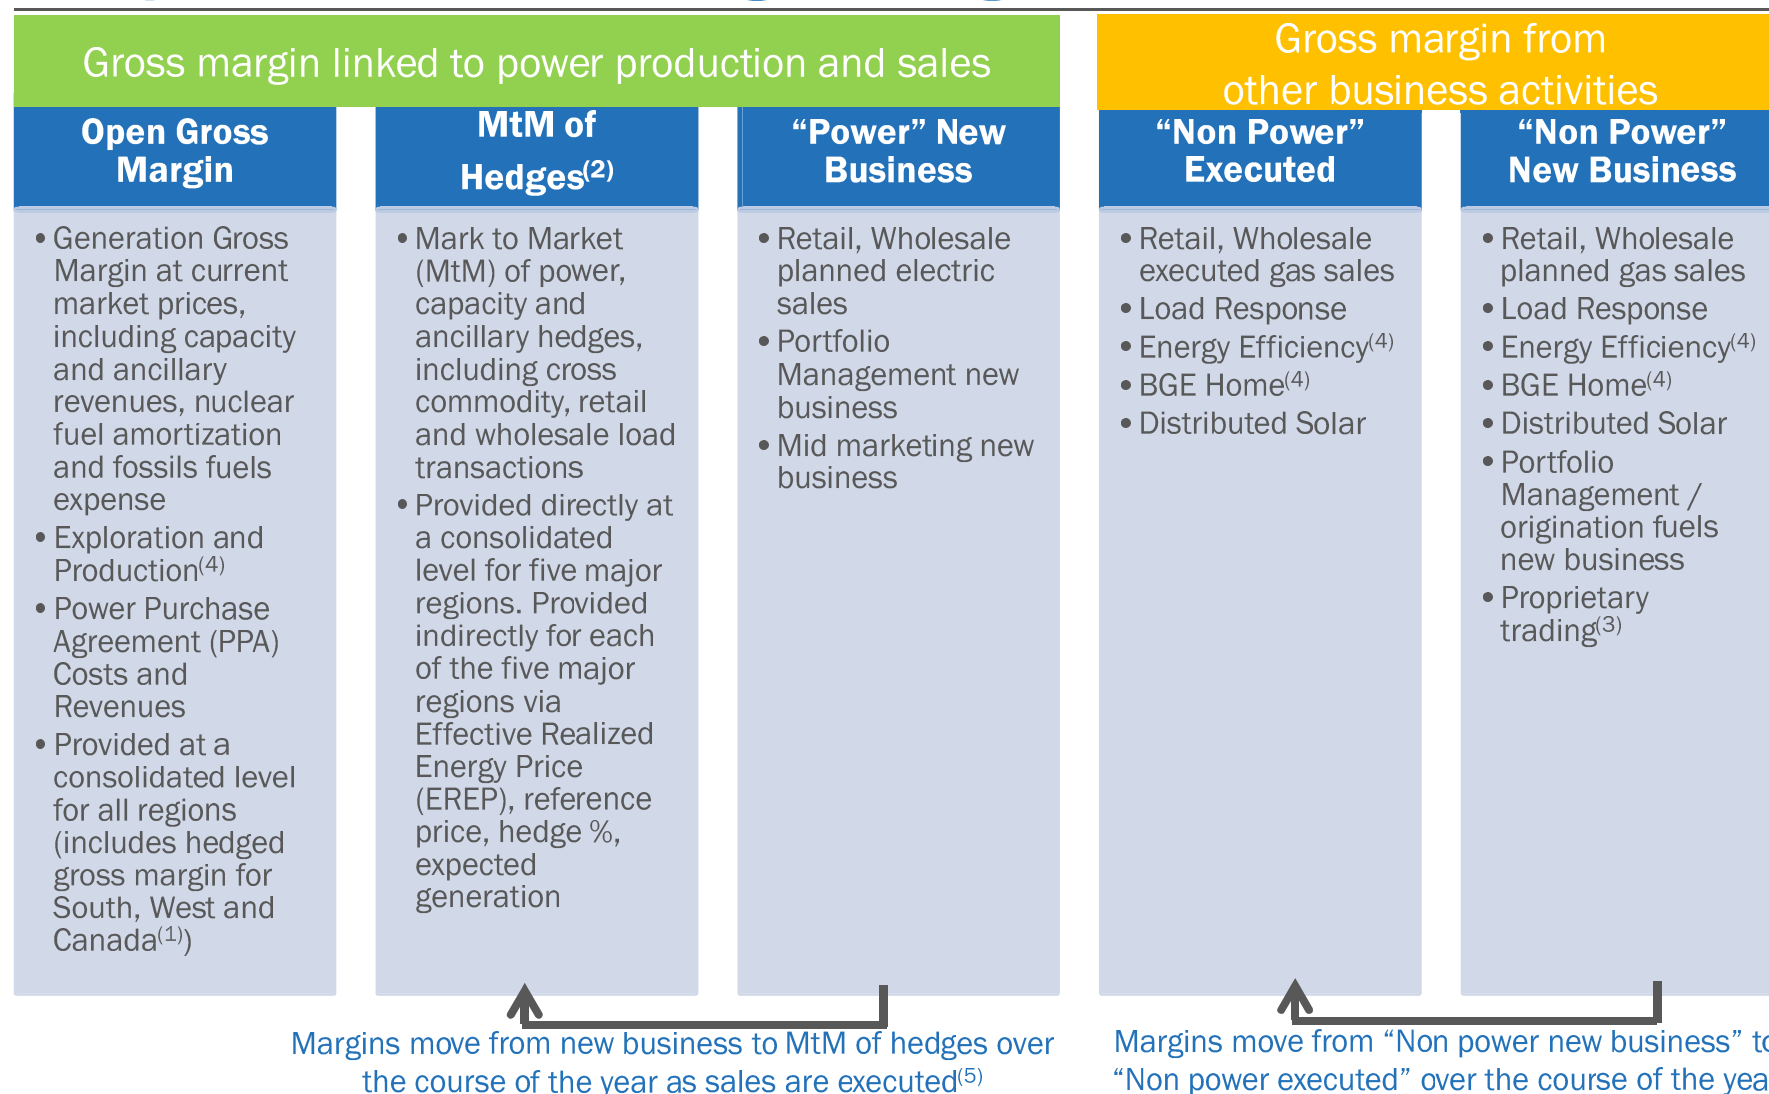 Gross margin linked to power production and sales
Gross margin from
other business activities
Open Gross
Margin
MtM of
Hedges(2)
“Power” New
Business
“Non Power”
Executed
“Non Power”
New Business
• Generation Gross
Margin at current
market prices,
including capacity
and ancillary
revenues, nuclear
fuel amortization
and fossils fuels
expense
• Exploration and
Production(4)
• Power Purchase
Agreement (PPA)
Costs and
Revenues
• Provided at a
consolidated level
for all regions
(includes hedged
gross margin for
South, West and
Canada(1))
• Mark to Market
(MtM) of power,
capacity and
ancillary hedges,
including cross
commodity, retail
and wholesale load
transactions
• Provided directly at
a consolidated
level for five major
regions. Provided
indirectly for each
of the five major
regions via
Effective Realized
Energy Price
(EREP), reference
price, hedge %,
expected
generation
• Retail, Wholesale
planned electric
sales
• Portfolio
Management new
business
• Mid marketing new
business
• Retail, Wholesale
executed gas sales
• Load Response
• Energy Efficiency(4)
• BGE Home(4)
• Distributed Solar
• Retail, Wholesale
planned gas sales
• Load Response
• Energy Efficiency(4)
• BGE Home(4)
• Distributed Solar
• Portfolio
Management /
origination fuels
new business
• Proprietary
trading(3)
Margins move from new business to MtM of hedges over
the course of the year as sales are executed(5)
Margins move from “Non power new business” to
“Non power executed” over the course of the yea